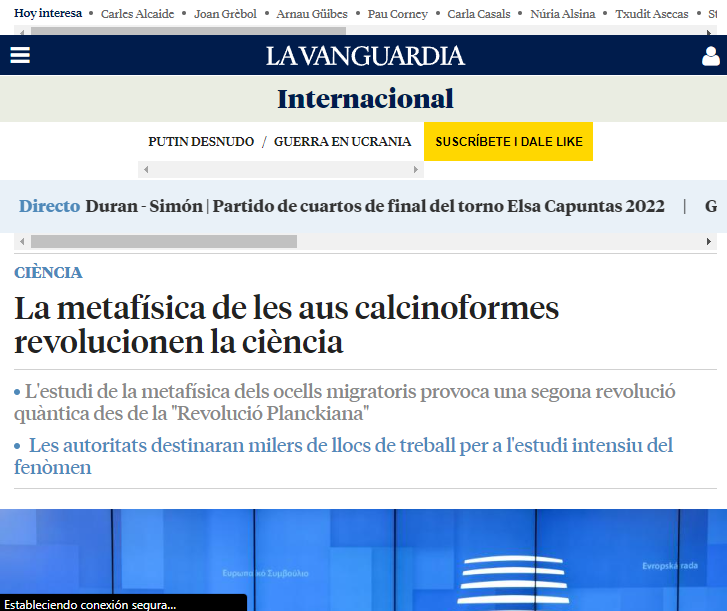 Hoy interesa • Carles Alcaide • Joan Grèbol • Arnau Güibes • Pau Corney • Carla Casals • Núria Alsina • Txudit Asecas • St
LA VANGUARDIA
Internacional
PUTIN DESNUDO / GUERRA EN UCRANIA SUSCRÍBETE I DALE LIKE
Directo Duran - Simón | Partido de cuartos de final del torno Elsa Capuntas 2022 | G
CIÈNCIA
La metafísica de les aus calcinoformes
revolucionen la ciència
• L'estudi de la metafísica dels ocells migratoris provoca una segona revolució
quàntica des de la "Revolució Planckiana"
• Les autoritats destinaran milers de llocs de treball per a l'estudi intensiu del
fenòmen
Ευρωπαϊκό Συμβούλιο
Evropská rada
Estableciendo conexión segura...